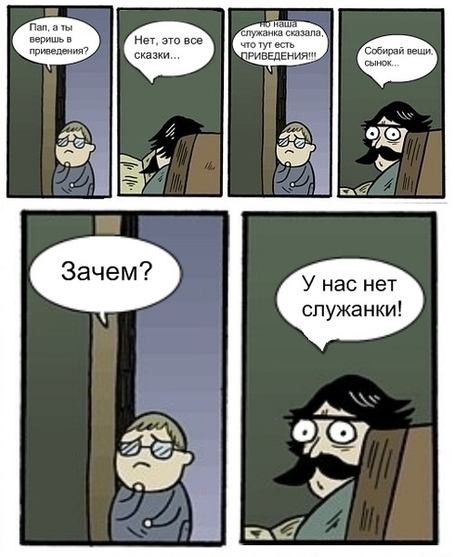 Пап, а ты
веришь в
приведения?
Нет, это все
сказки...
но наша
служанка сказала,
что тут есть
ПРИВЕДЕНИЯ!!!
Собирай вещи,
сынок...
Зачем?
У нас нет
служанки!